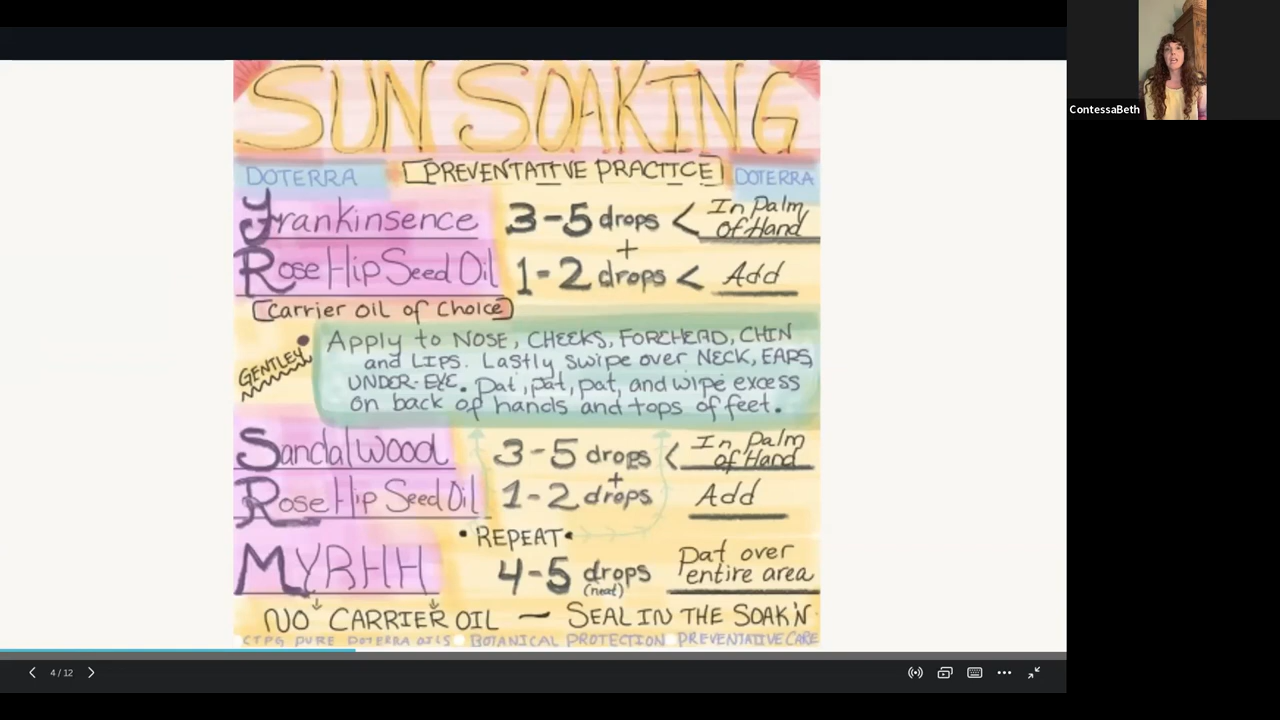 SUN SOAKING
DOTERRA [PREVENTATIVE PRACTICE] DOTERRA
Frankinsence 3-5 drops < In Palm of Hand
+
Rose Hip Seed Oil 1-2 drops < Add
[Carrier Oil of Choice]
GENTLEY
• Apply to NOSE, CHEEKS, FOREHEAD, CHIN
and LIPS. Lastly swipe over NECK, EARS,
UNDER-EYE. Pat, pat, pat, and wipe excess
on back of hands and tops of feet.
Sandalwood 3-5 drops < In Palm of Hand
+
Rose Hip Seed Oil 1-2 drops Add
• REPEAT •
MYRHH 4-5 drops (neat) Pat over entire area
NO CARRIER OIL ~ SEAL IN THE SOAK'N
CTPG PURE DOTERRA OILS • BOTANICAL PROTECTION • PREVENTATIVE CARE
4 / 12
ContessaBeth